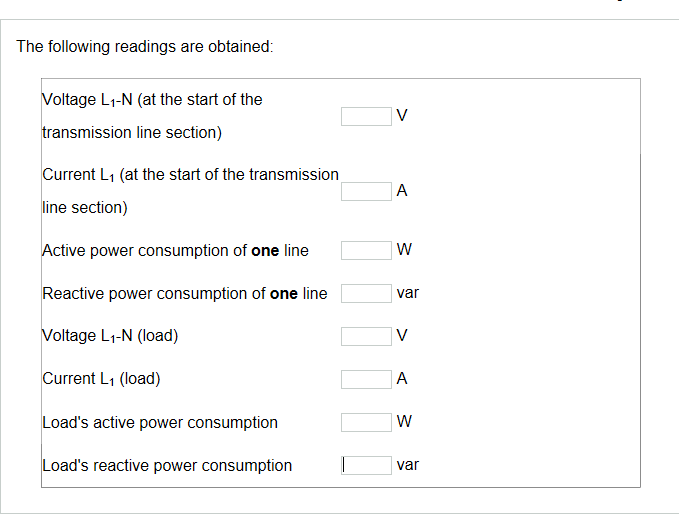 The following readings are obtained:
Voltage L₁-N (at the start of the
transmission line section)
V
Current L₁ (at the start of the transmission
line section)
A
Active power consumption of one line
W
Reactive power consumption of one line
var
Voltage L₁-N (load)
V
Current L₁ (load)
A
Load's active power consumption
W
Load's reactive power consumption
var